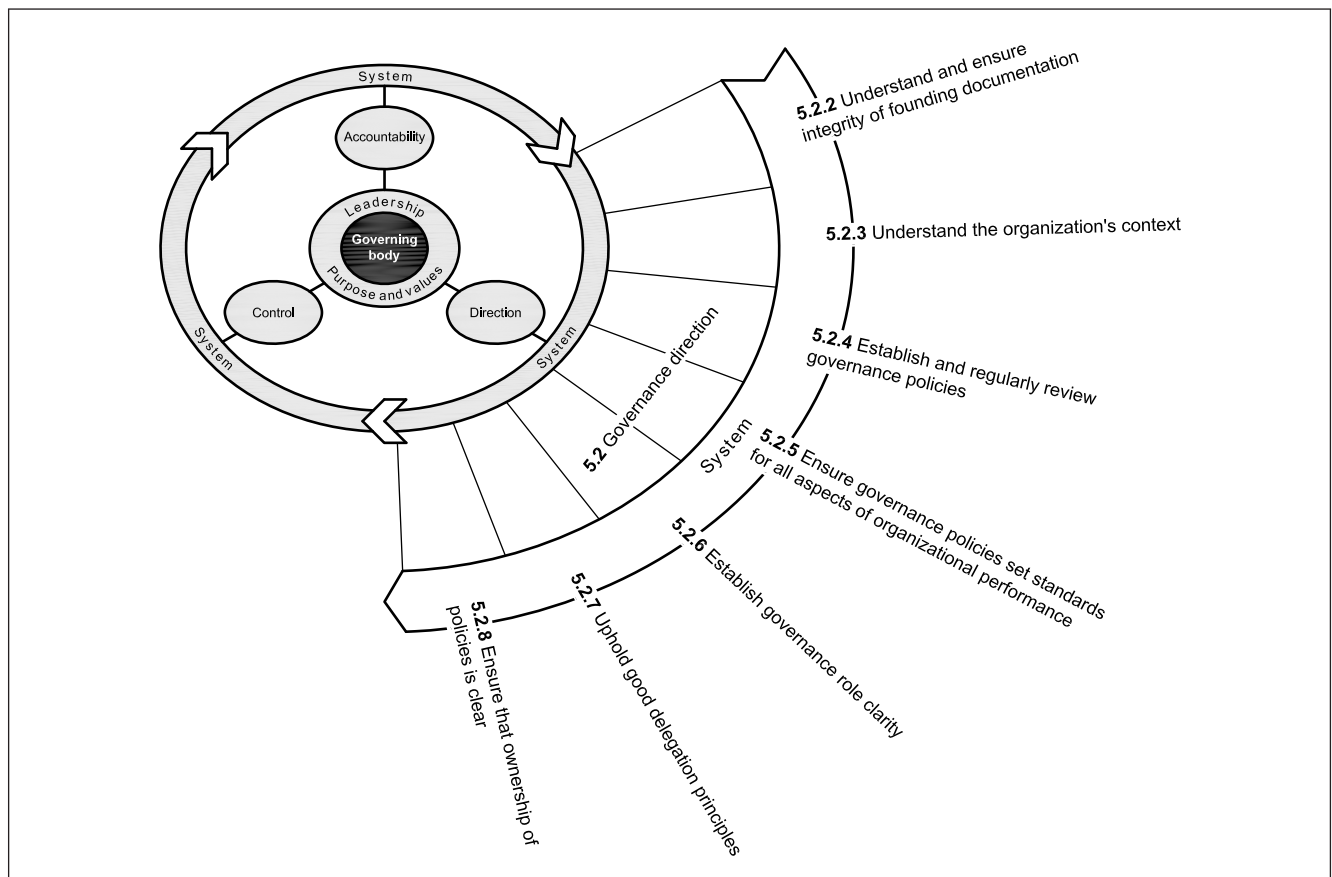 System
Accountability
Leadership
Governing
body
Purpose and values
Control
Direction
System
System
5.2 Governance direction
System
5.2.2 Understand and ensure
integrity of founding documentation
5.2.3 Understand the organization's context
5.2.4 Establish and regularly review
governance policies
5.2.5 Ensure governance policies set standards
for all aspects of organizational performance
5.2.6 Establish governance role clarity
5.2.7 Uphold good delegation principles
5.2.8 Ensure that ownership of
policies is clear